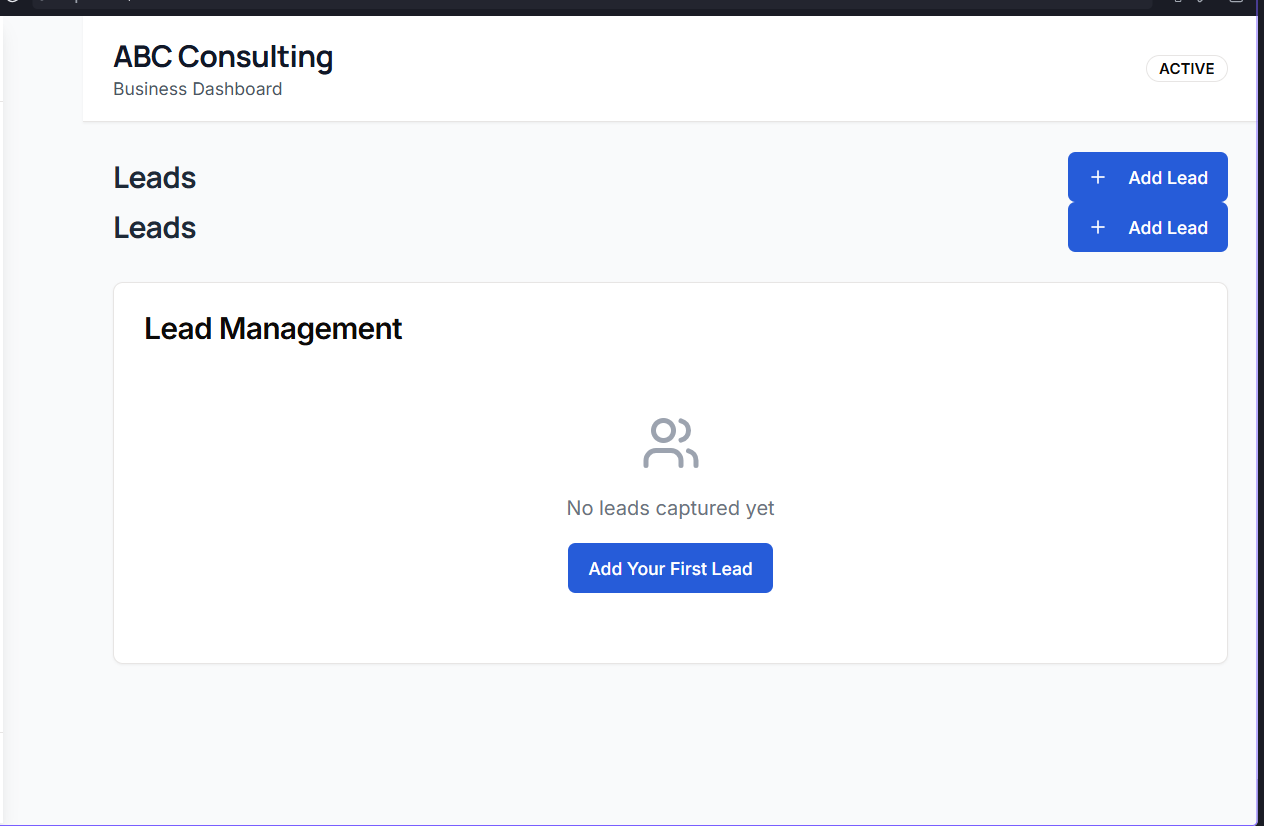 ABC Consulting
Business Dashboard
ACTIVE
Leads
+ Add Lead
Leads
+ Add Lead
Lead Management
No leads captured yet
Add Your First Lead